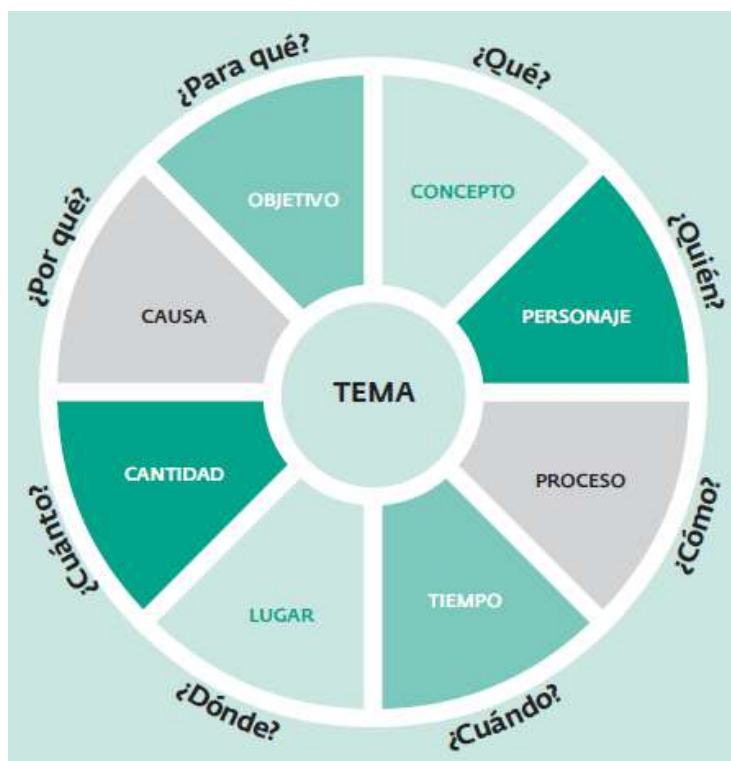 ¿Para qué?
¿Qué?
OBJETIVO
CONCEPTO
¿Por qué?
¿Quién?
CAUSA
PERSONAJE
TEMA
CANTIDAD
PROCESO
¿Cuánto?
¿Cómo?
LUGAR
TIEMPO
¿Dónde?
¿Cuándo?